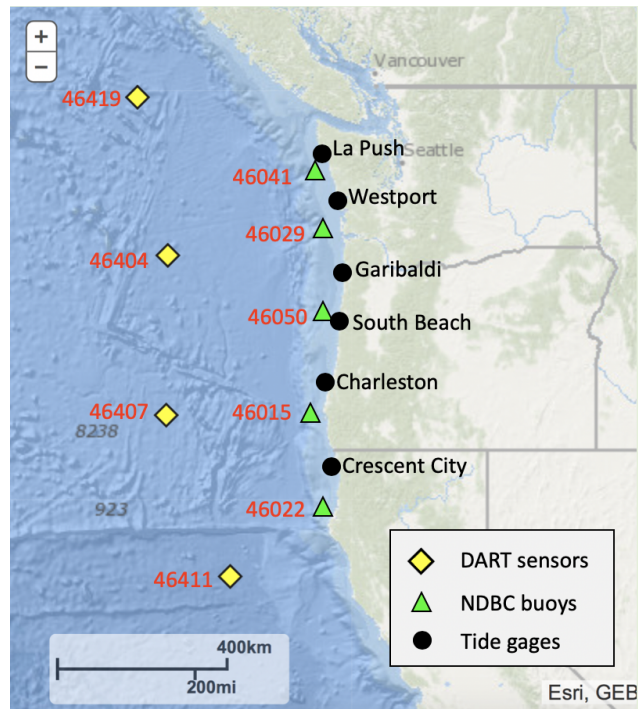 +
−
Vancouver
46419
La Push
Seattle
46041
Westport
46029
46404
Garibaldi
46050
South Beach
Charleston
46407
46015
8238
Crescent City
923
46022
DART sensors
46411
NDBC buoys
Tide gages
400km
200mi
Esri, GEB